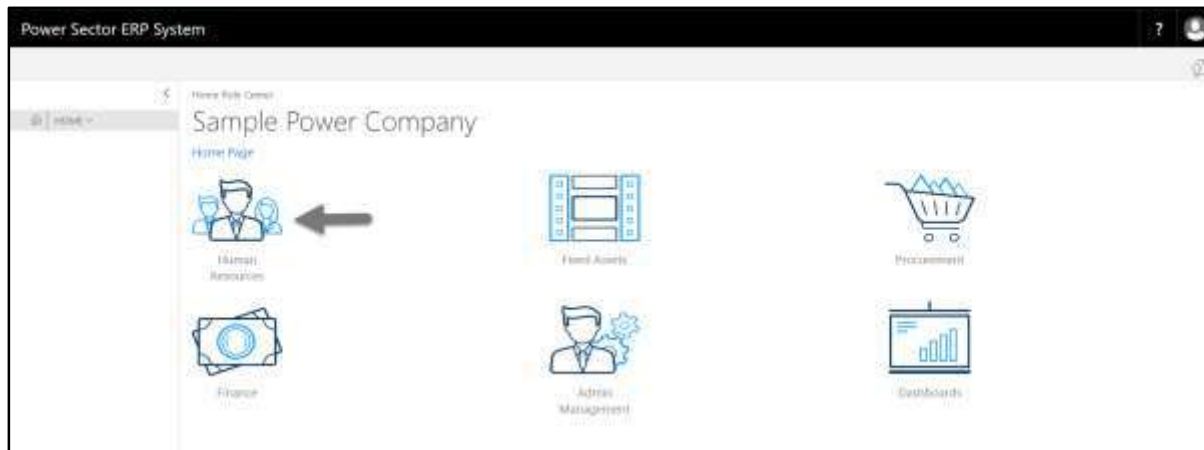 Power Sector ERP System
?
Home Role Center
HOME
Sample Power Company
Home Page
Human
Resources
Fixed Assets
Procurement
Finance
Admin
Management
Dashboards